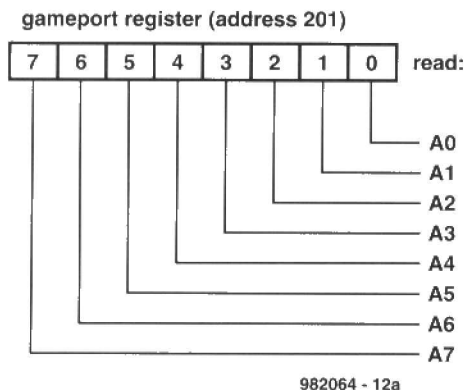 gameport register (address 201)
7 6 5 4 3 2 1 0 read:
A0
A1
A2
A3
A4
A5
A6
A7
982064 - 12a